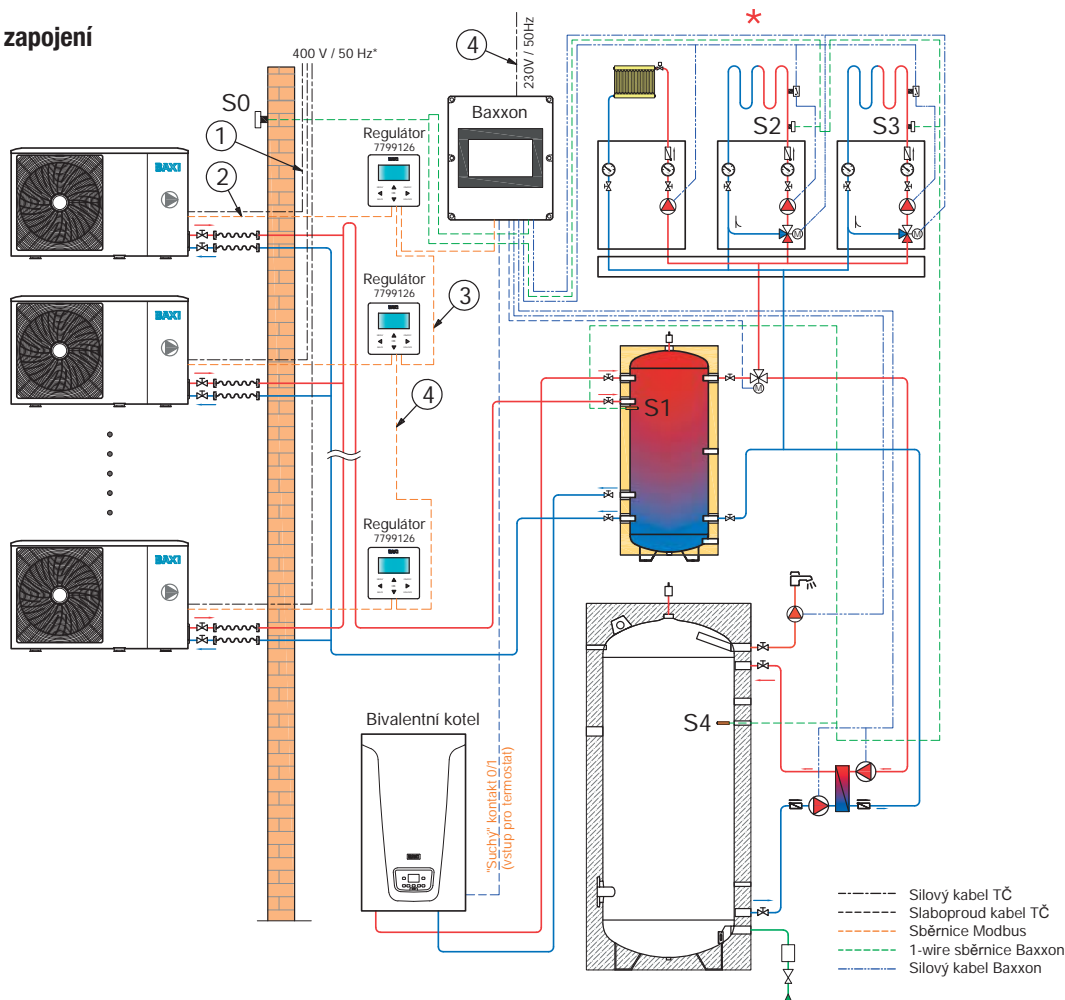 zapojení
400 V / 50 Hz*
4
230V / 50Hz
*
S0
1
2
Baxxon
Regulátor
7799126
S2
S3
BAXI
M
M
Regulátor
7799126
3
BAXI
4
M
S1
Regulátor
7799126
BAXI
S4
Bivalentní kotel
"Suchý" kontakt 0/1
(vstup pro termostat)
Silový kabel TČ
Slaboproud kabel TČ
Sběrnice Modbus
1-wire sběrnice Baxxon
Silový kabel Baxxon